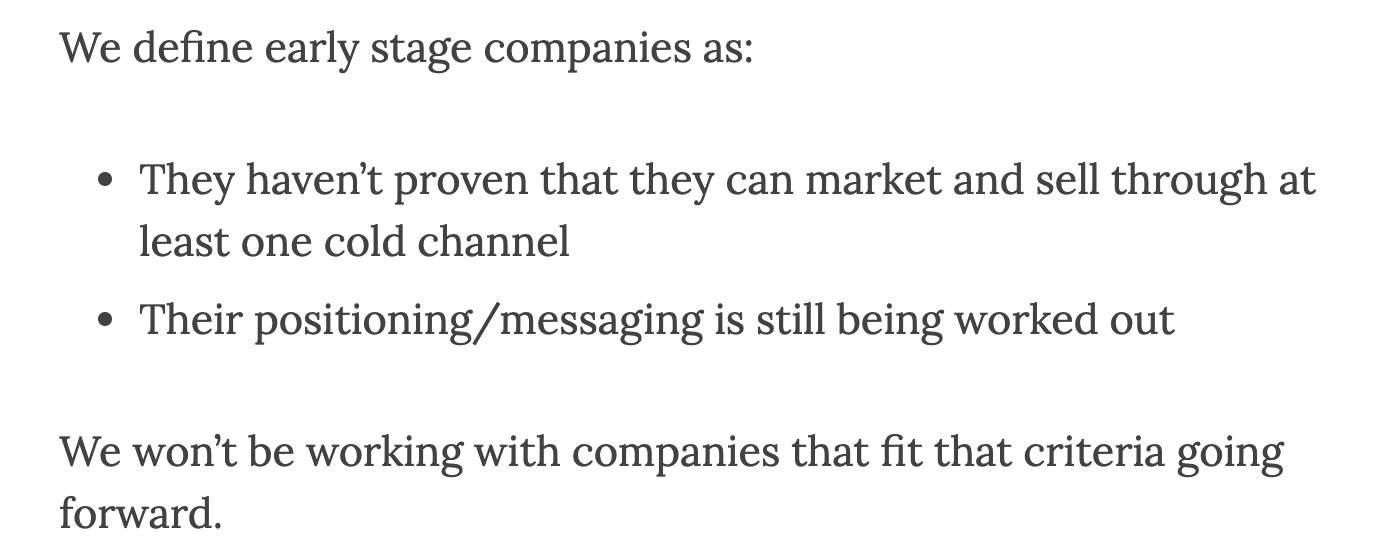 We define early stage companies as:
• They haven’t proven that they can market and sell through at
least one cold channel
• Their positioning/messaging is still being worked out
We won’t be working with companies that fit that criteria going
forward.